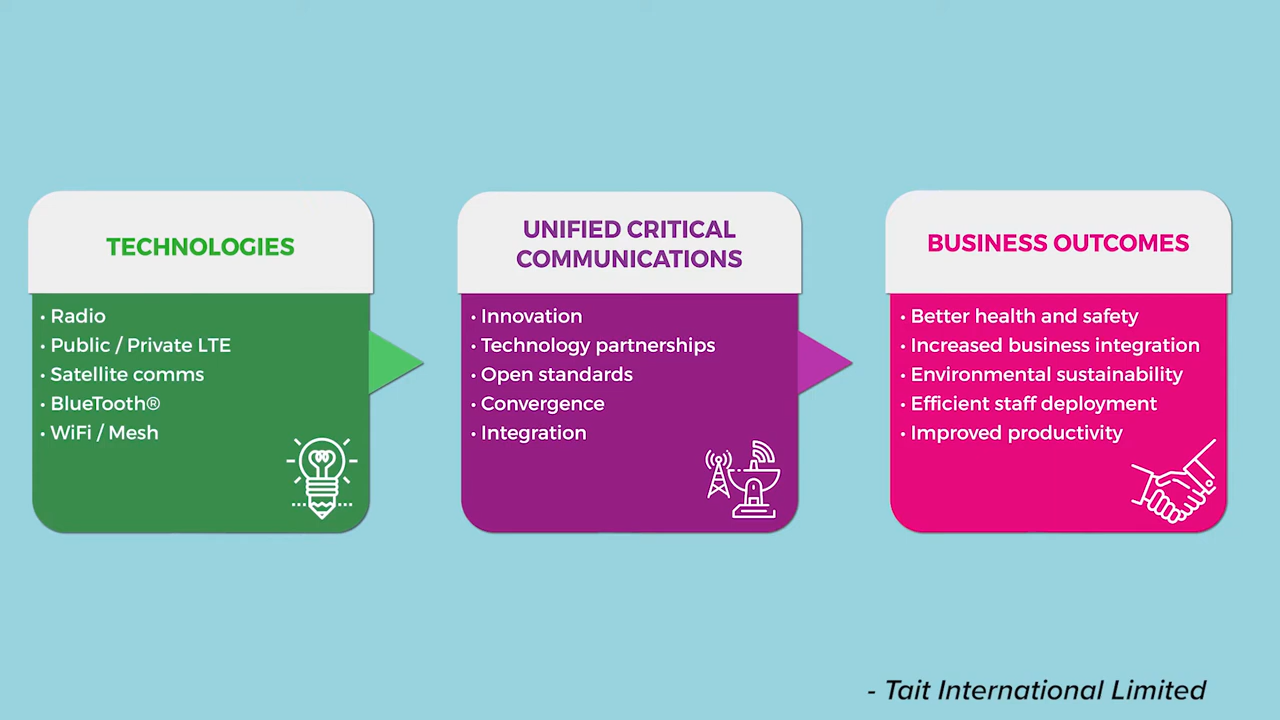 TECHNOLOGIES
• Radio
• Public / Private LTE
• Satellite comms
• BlueTooth®
• WiFi / Mesh
UNIFIED CRITICAL
COMMUNICATIONS
• Innovation
• Technology partnerships
• Open standards
• Convergence
• Integration
BUSINESS OUTCOMES
• Better health and safety
• Increased business integration
• Environmental sustainability
• Efficient staff deployment
• Improved productivity
- Tait International Limited